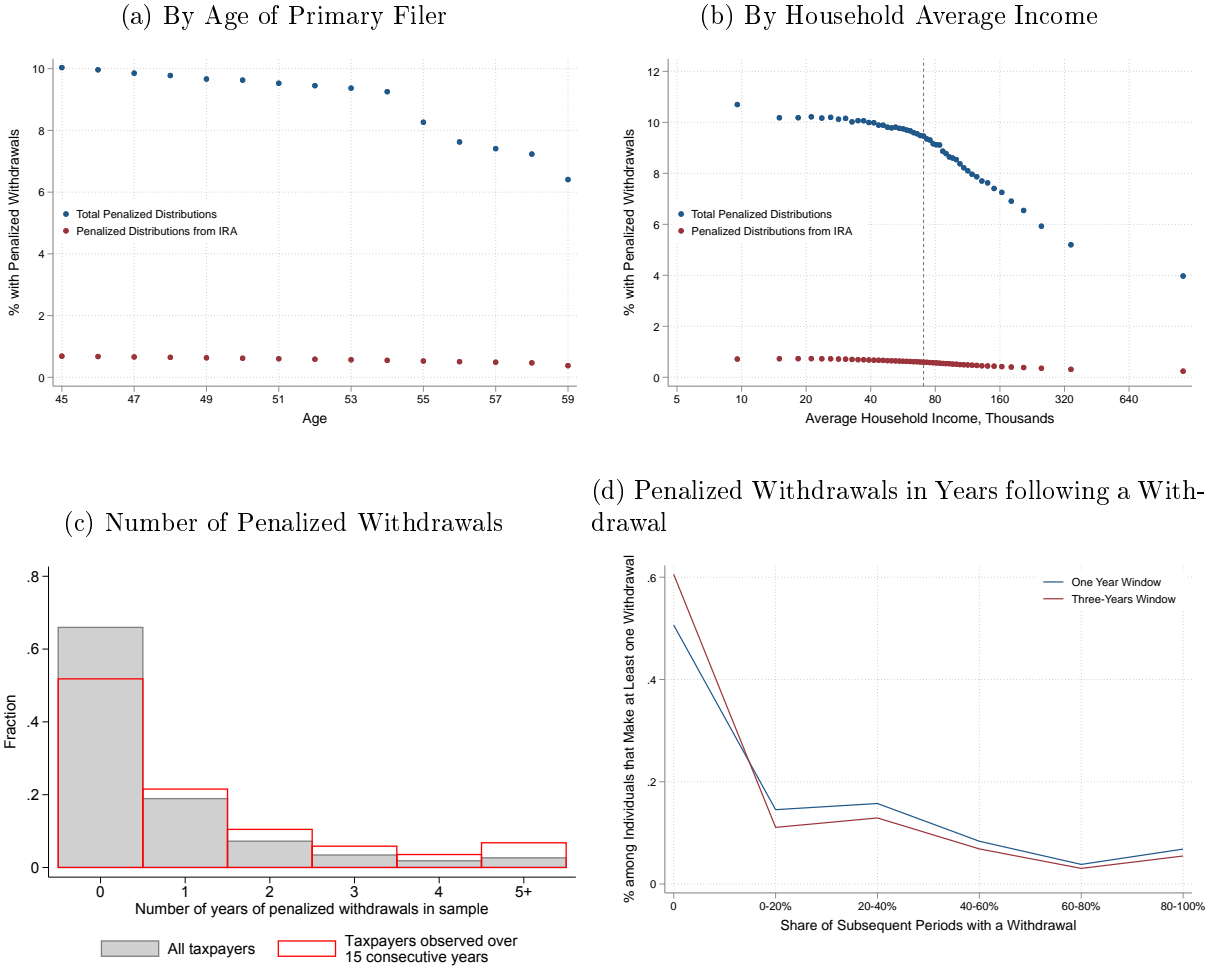 (a) By Age of Primary Filer
% with Penalized Withdrawals
10
8
6
4
2
0
Total Penalized Distributions
Penalized Distributions from IRA
45 47 49 51 53 55 57 59
Age
(b) By Household Average Income
% with Penalized Withdrawals
12
10
8
6
4
2
0
Total Penalized Distributions
Penalized Distributions from IRA
5 10 20 40 80 160 320 640
Average Household Income, Thousands
(c) Number of Penalized Withdrawals
Fraction
.8
.6
.4
.2
0
0 1 2 3 4 5+
Number of years of penalized withdrawals in sample
All taxpayers
Taxpayers observed over
15 consecutive years
(d) Penalized Withdrawals in Years following a With-
drawal
% among Individuals that Make at Least one Withdrawal
.6
.4
.2
0
One Year Window
Three-Years Window
0 0-20% 20-40% 40-60% 60-80% 80-100%
Share of Subsequent Periods with a Withdrawal